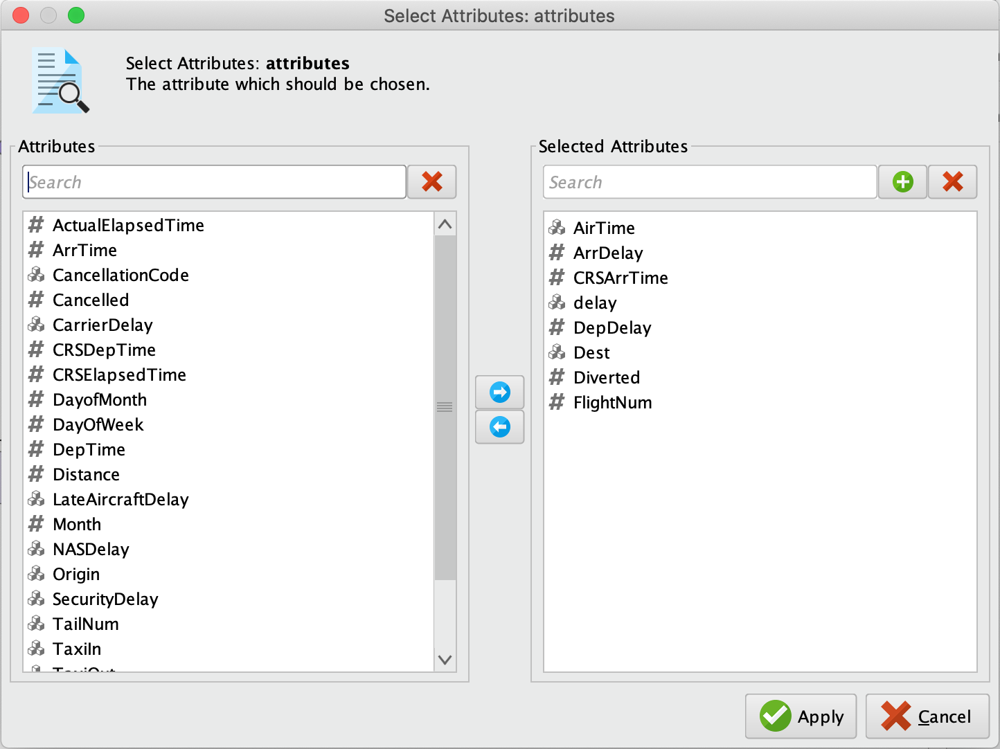 Select Attributes: attributes
Select Attributes: attributes
The attribute which should be chosen.
Attributes
Search
ActualElapsedTime
ArrTime
CancellationCode
Cancelled
CarrierDelay
CRSDepTime
CRSElapsedTime
DayofMonth
DayOfWeek
DepTime
Distance
LateAircraftDelay
Month
NASDelay
Origin
SecurityDelay
TailNum
TaxiIn
Selected Attributes
Search
AirTime
ArrDelay
CRSArrTime
delay
DepDelay
Dest
Diverted
FlightNum
Apply
Cancel